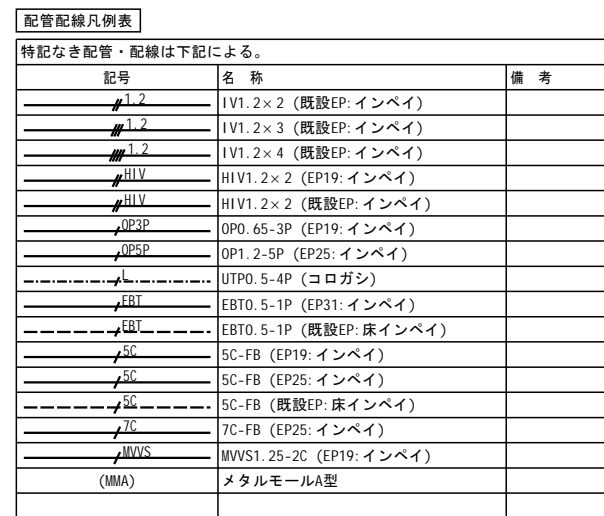 配管配線凡例表
特記なき配管・配線は下記による。
記号 名 称 備 考
1.2 IV1.2×2 (既設EP:インペイ)
1.2 IV1.2×3 (既設EP:インペイ)
1.2 IV1.2×4 (既設EP:インペイ)
HIV HIV1.2×2 (EP19:インペイ)
HIV HIV1.2×2 (既設EP:インペイ)
OP3P OP0.65-3P (EP19:インペイ)
OP5P OP1.2-5P (EP25:インペイ)
L UTP0.5-4P (コロガシ)
EBT EBT0.5-1P (EP31:インペイ)
EBT EBT0.5-1P (既設EP:床インペイ)
5C 5C-FB (EP19:インペイ)
5C 5C-FB (EP25:インペイ)
5C 5C-FB (既設EP:床インペイ)
7C 7C-FB (EP25:インペイ)
MVVS MVVS1.25-2C (EP19:インペイ)
(MMA) メタルモールA型